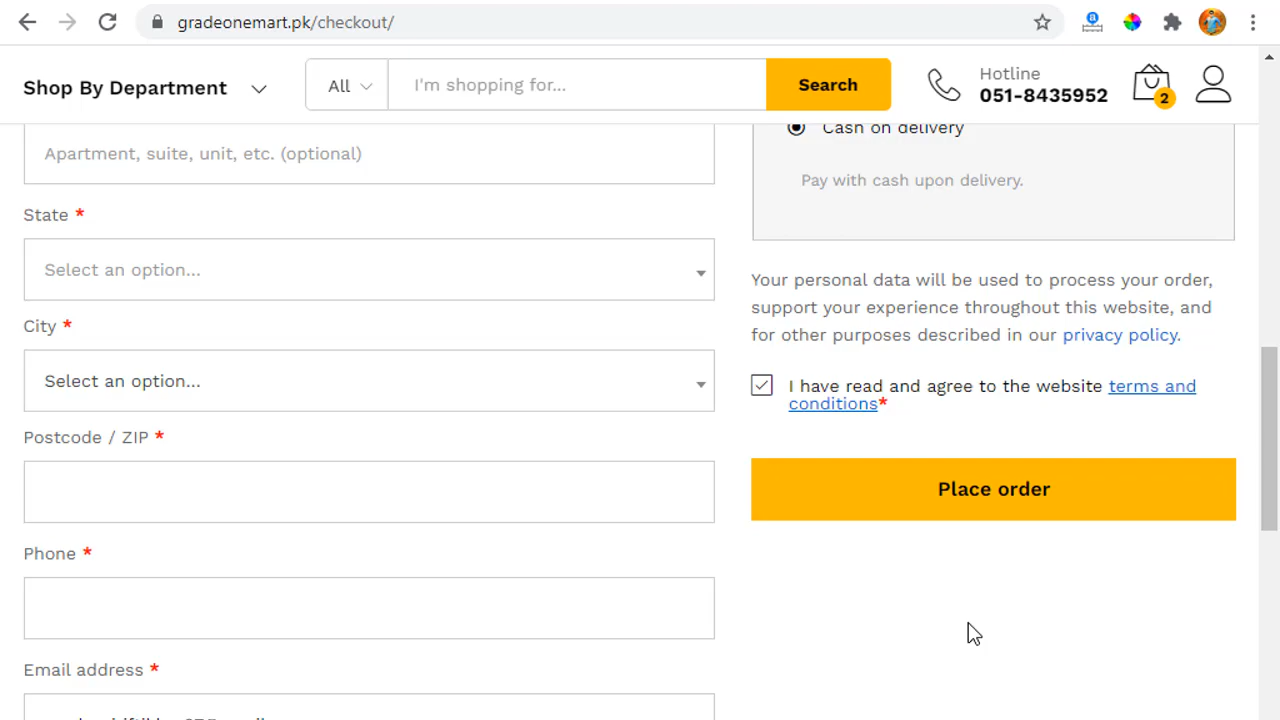 gradeonemart.pk/checkout/
Shop By Department
All
I'm shopping for...
Search
Hotline
051-8435952
2
Apartment, suite, unit, etc. (optional)
State *
Select an option...
City *
Select an option...
Postcode / ZIP *
Phone *
Email address *
Cash on delivery
Pay with cash upon delivery.
Your personal data will be used to process your order,
support your experience throughout this website, and
for other purposes described in our privacy policy.
I have read and agree to the website terms and
conditions*
Place order